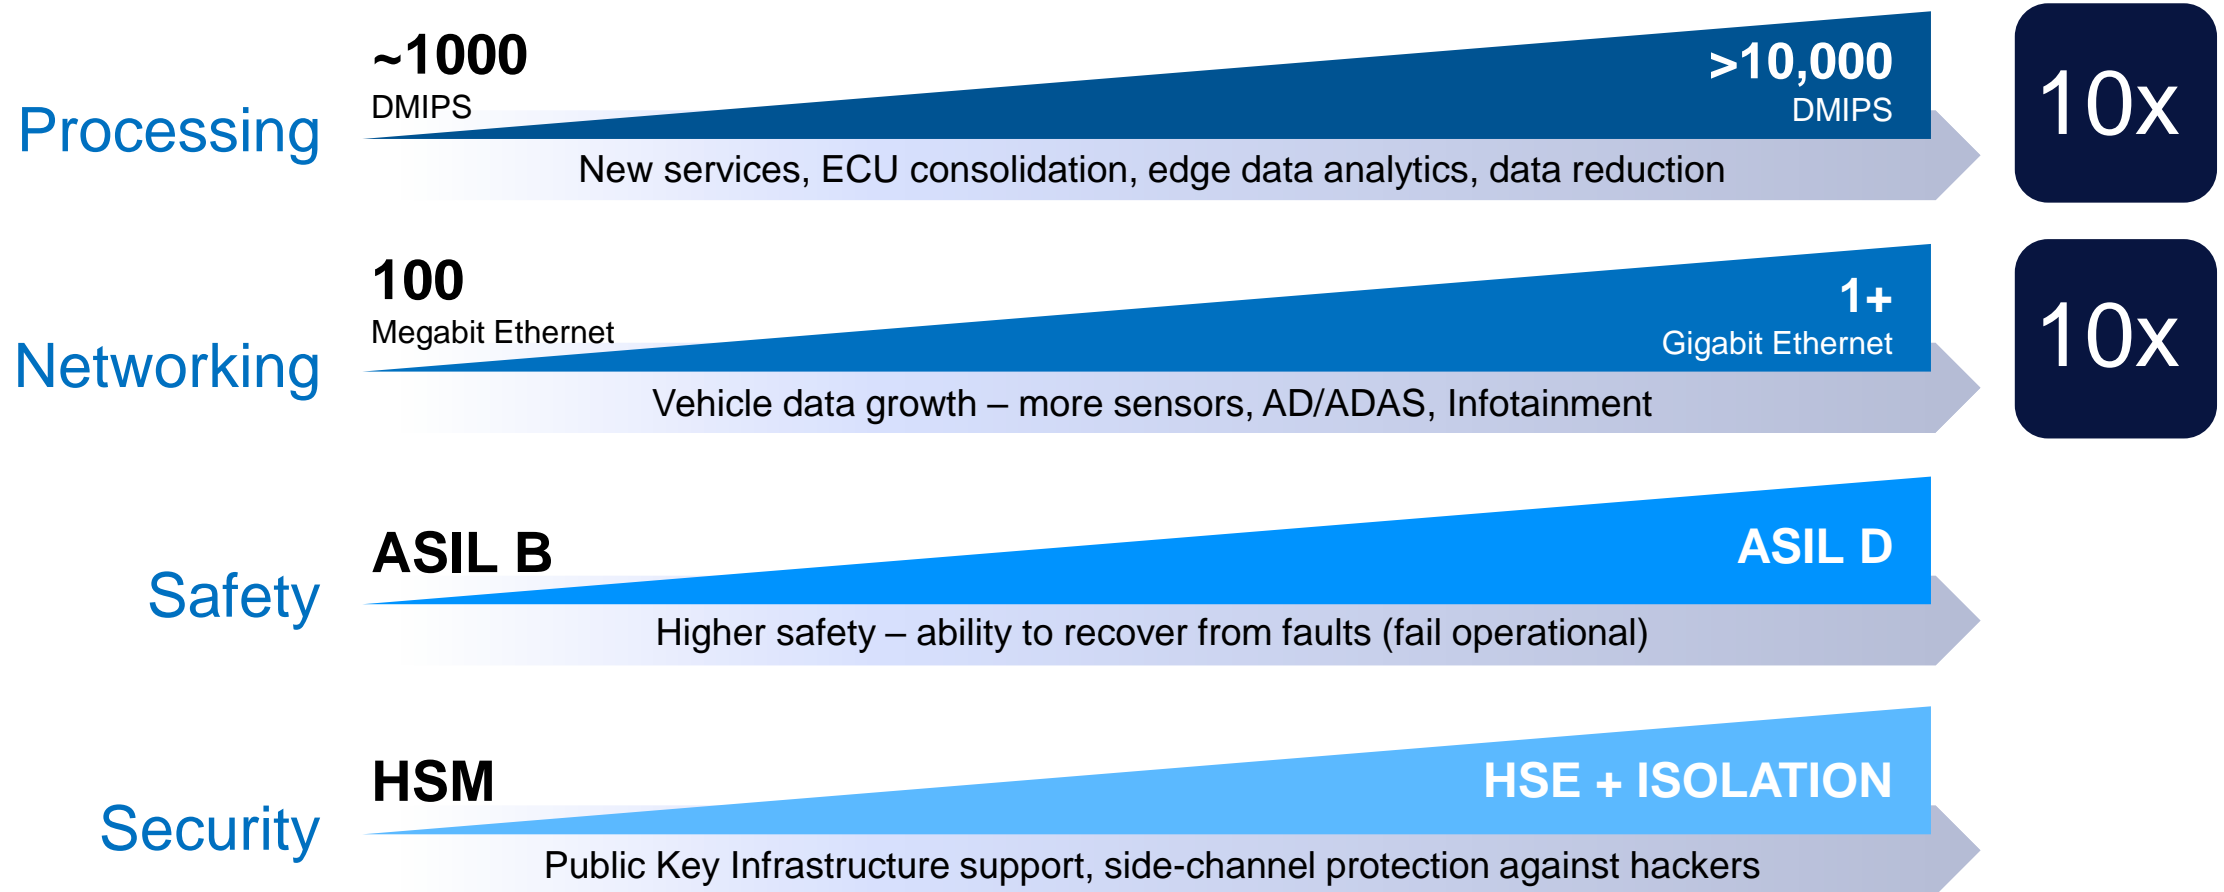 Processing
~1000
DMIPS
>10,000
DMIPS
New services, ECU consolidation, edge data analytics, data reduction
10x
Networking
100
Megabit Ethernet
1+
Gigabit Ethernet
Vehicle data growth – more sensors, AD/ADAS, Infotainment
10x
Safety
ASIL B
ASIL D
Higher safety – ability to recover from faults (fail operational)
Security
HSM
HSE + ISOLATION
Public Key Infrastructure support, side-channel protection against hackers